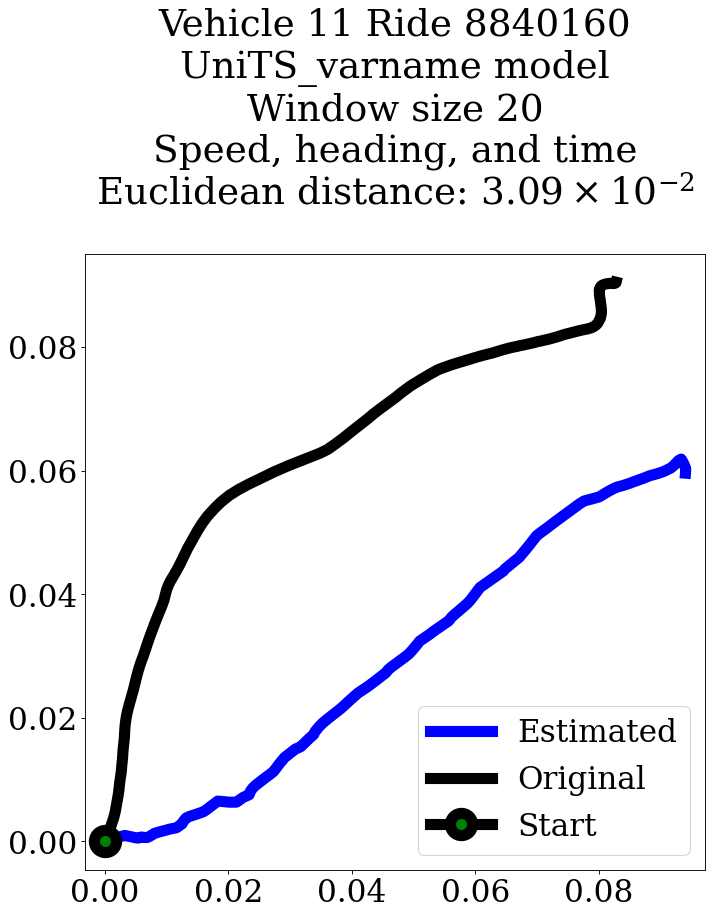 Vehicle 11 Ride 8840160
UniTS_varname model
Window size 20
Speed, heading, and time
Euclidean distance: 3.09 × 10⁻²
0.08
0.06
0.04
0.02
0.00
Estimated
Original
Start
0.00 0.02 0.04 0.06 0.08